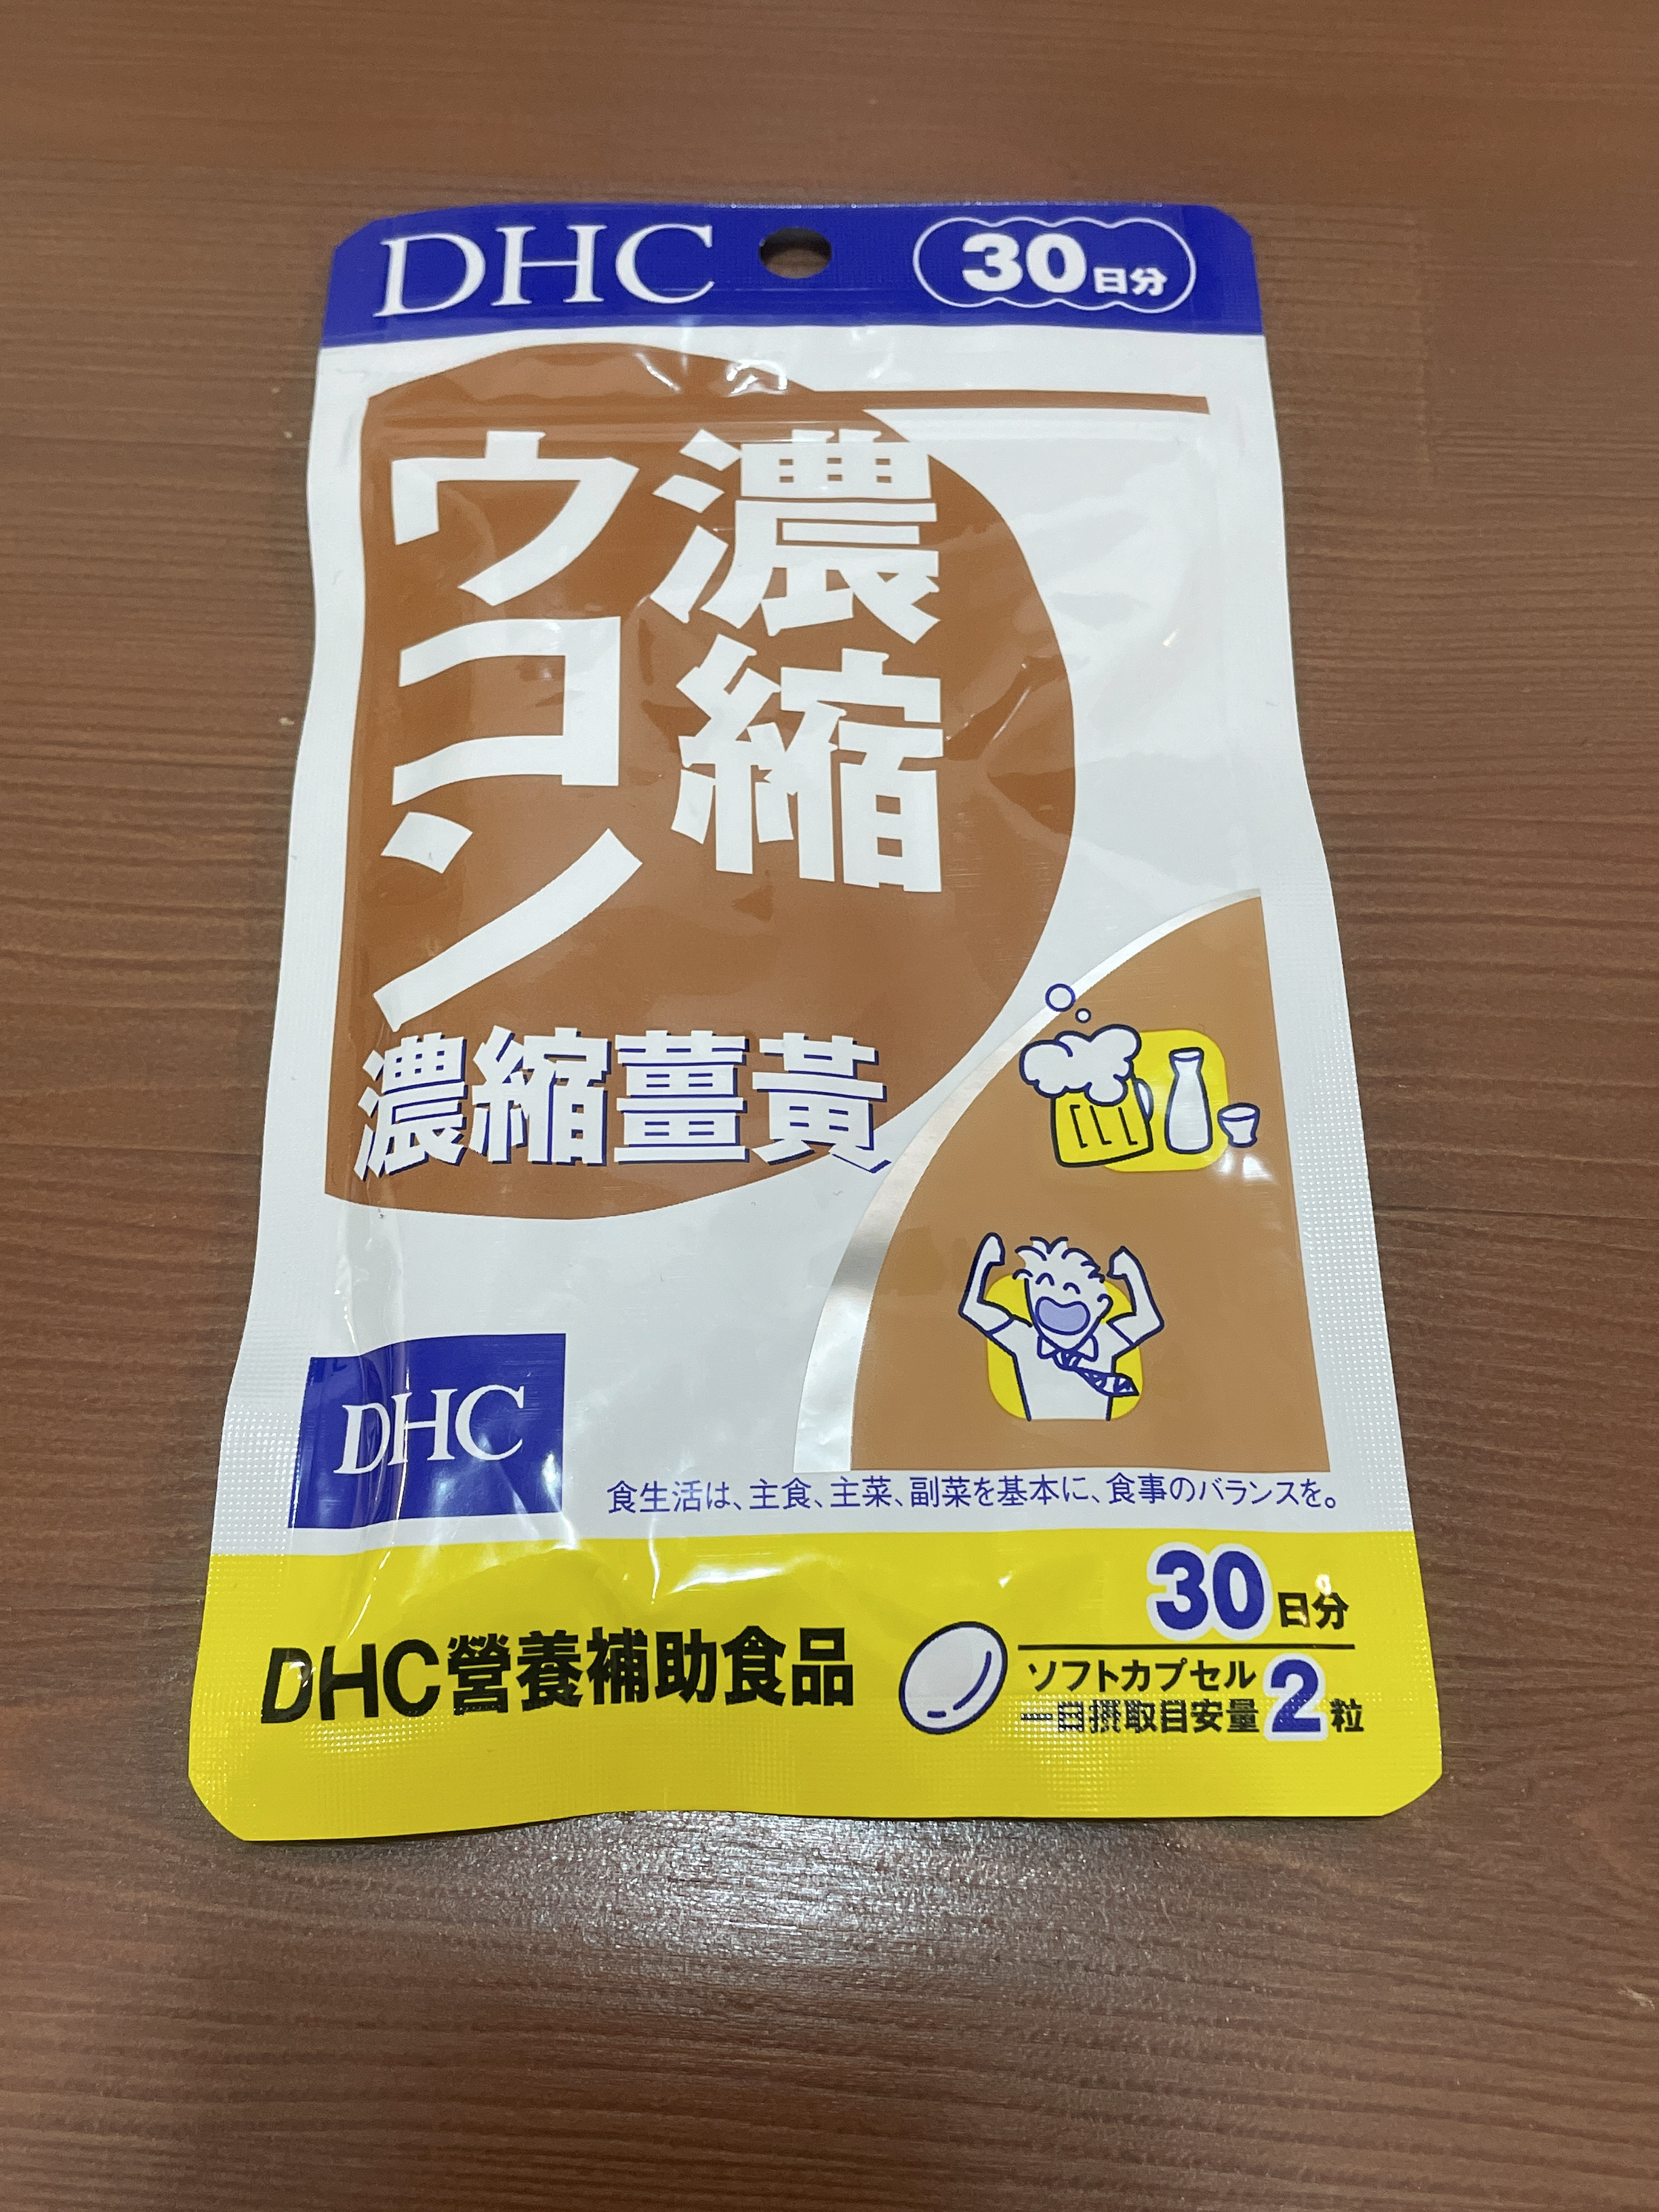 DHC
30日分
濃縮
ウコン
濃縮薑黃
DHC
食生活は、主食、主菜、副菜を基本に、食事のバランスを。
DHC營養補助食品
30日分
ソフトカプセル
一日摂取目安量2粒